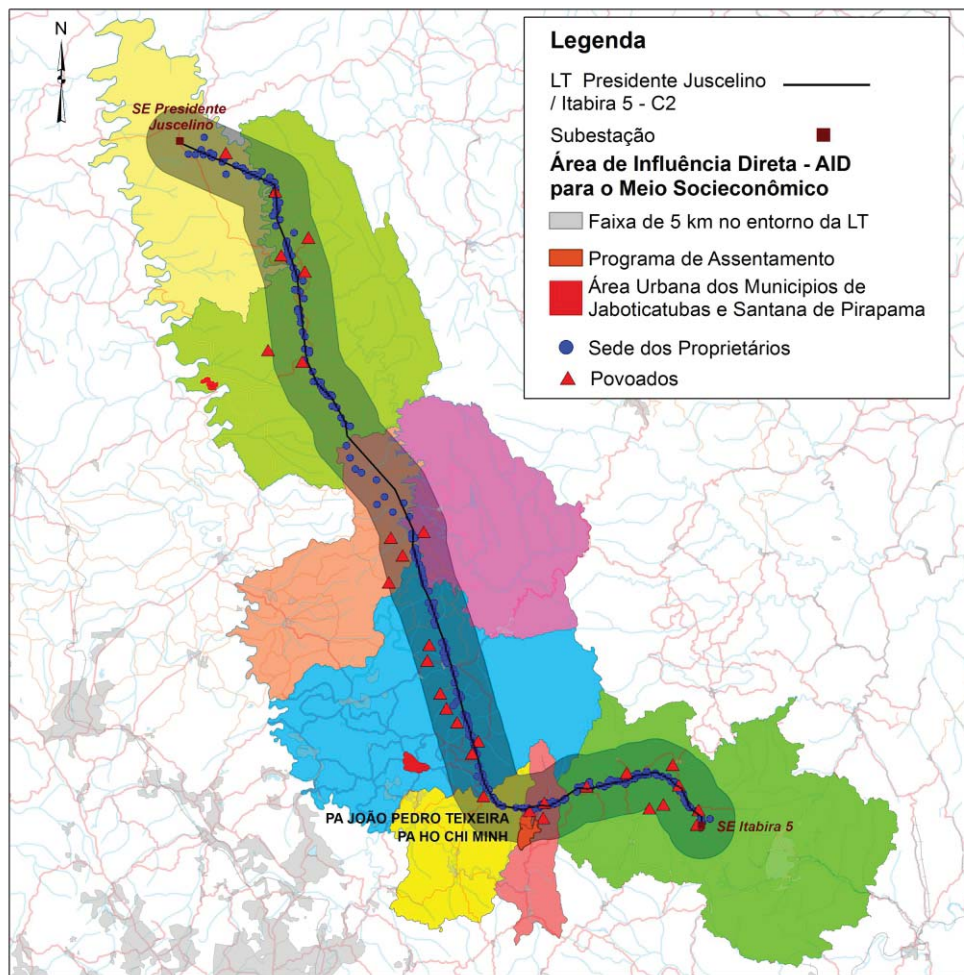 N
SE Presidente
Juscelino
Legenda
LT Presidente Juscelino
/ Itabira 5 - C2
Subestação
Área de Influência Direta - AID
para o Meio Socieconômico
Faixa de 5 km no entorno da LT
Programa de Assentamento
Área Urbana dos Municipios de
Jaboticatubas e Santana de Pirapama
Sede dos Proprietários
Povoados
PA JOÃO PEDRO TEIXEIRA
PA HO CHI MINH
SE Itabira 5